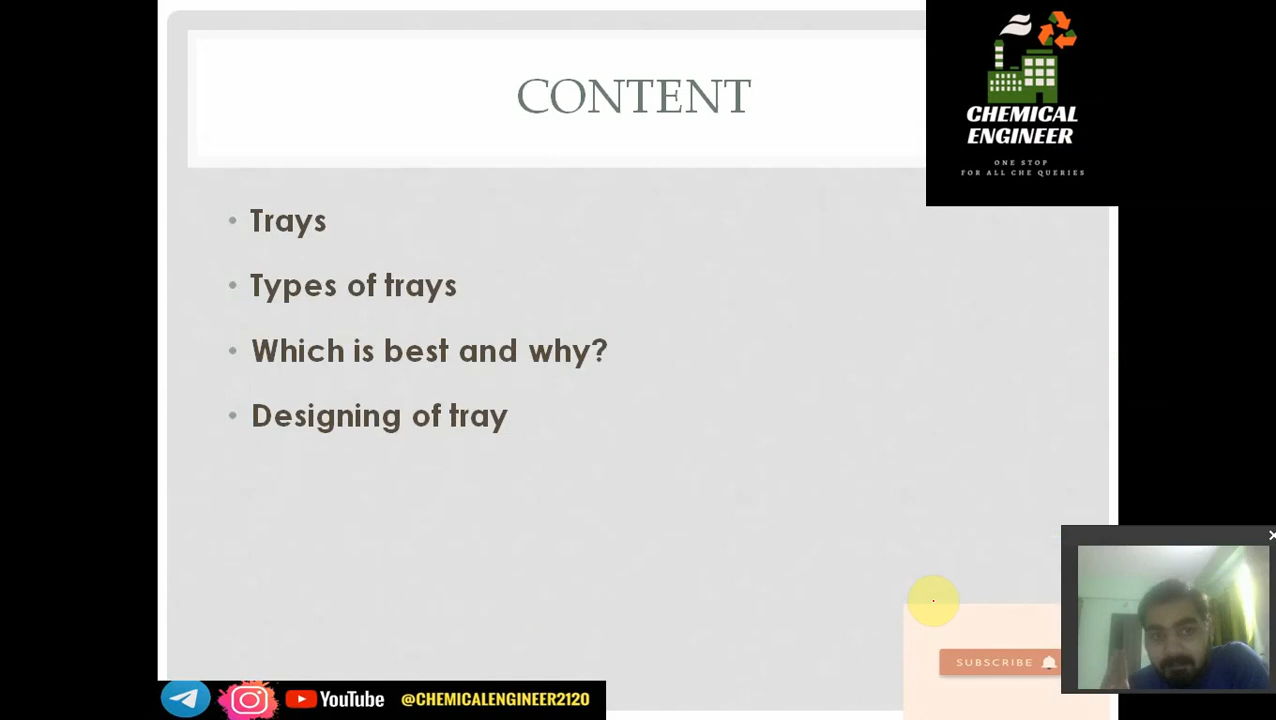 CONTENT
CHEMICAL
ENGINEER
ONE STOP
FOR ALL CHE QUERIES
• Trays
• Types of trays
• Which is best and why?
• Designing of tray
SUBSCRIBE
YouTube @CHEMICALENGINEER2120